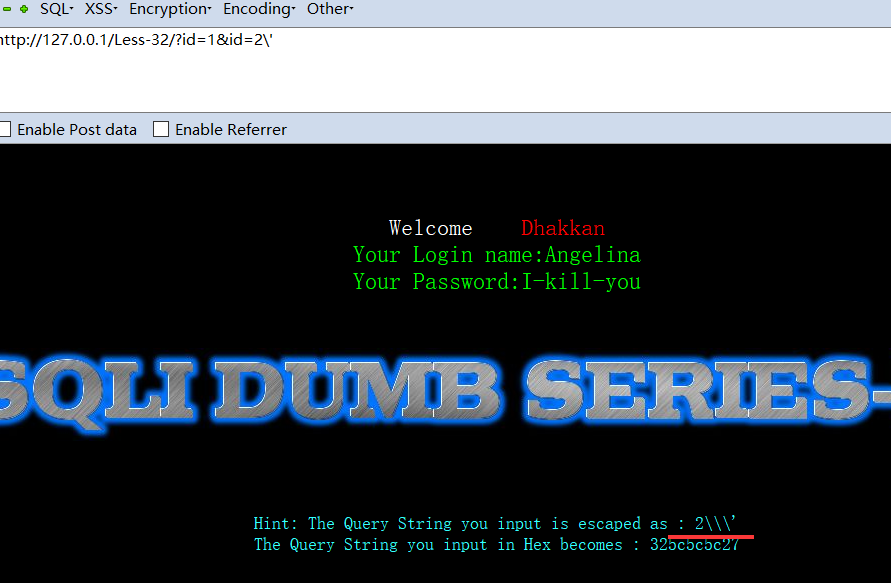 SQL▾ XSS▾ Encryption▾ Encoding▾ Other▾
http://127.0.0.1/Less-32/?id=1&id=2\'
Enable Post data Enable Referrer
Welcome Dhakkan
Your Login name:Angelina
Your Password:I-kill-you
SQLI DUMB SERIES-
Hint: The Query String you input is escaped as : 2\\\'
The Query String you input in Hex becomes : 325c5c5c27